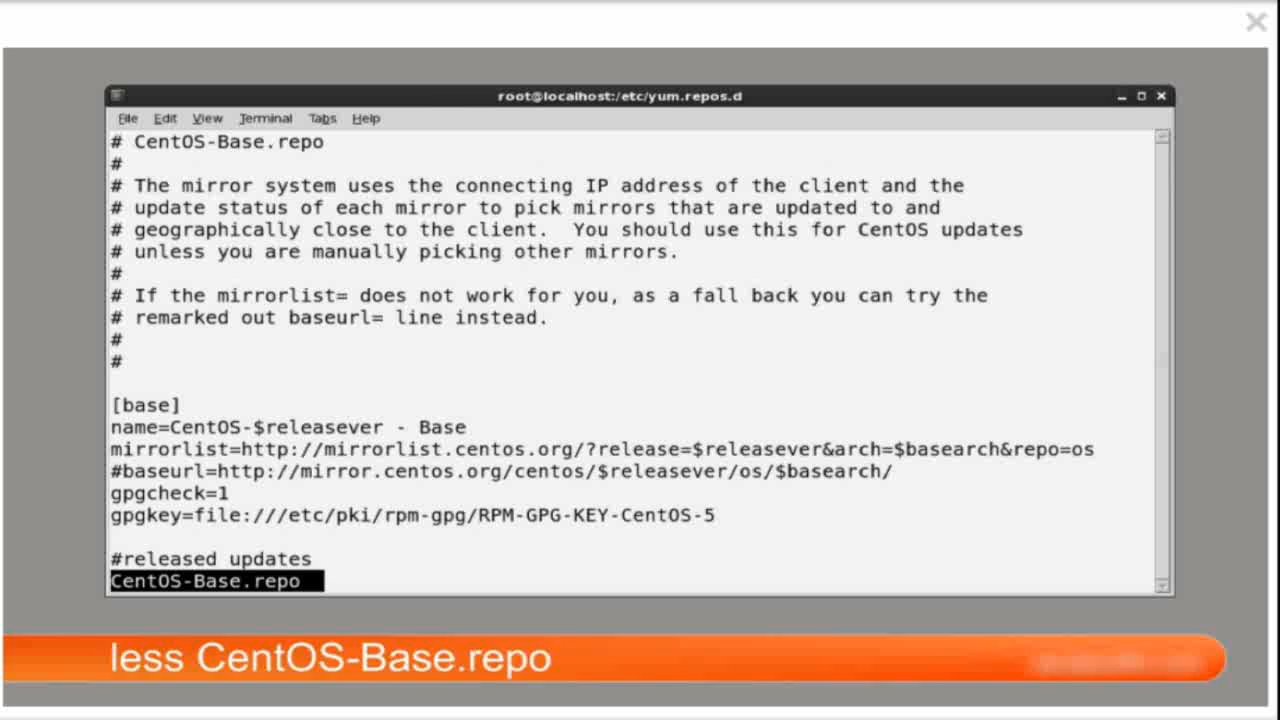 root@localhost:/etc/yum.repos.d
File Edit View Terminal Tabs Help
# CentOS-Base.repo
#
# The mirror system uses the connecting IP address of the client and the
# update status of each mirror to pick mirrors that are updated to and
# geographically close to the client.  You should use this for CentOS updates
# unless you are manually picking other mirrors.
#
# If the mirrorlist= does not work for you, as a fall back you can try the
# remarked out baseurl= line instead.
#
#
[base]
name=CentOS-$releasever - Base
mirrorlist=http://mirrorlist.centos.org/?release=$releasever&arch=$basearch&repo=os
#baseurl=http://mirror.centos.org/centos/$releasever/os/$basearch/
gpgcheck=1
gpgkey=file:///etc/pki/rpm-gpg/RPM-GPG-KEY-CentOS-5
#released updates
CentOS-Base.repo
less CentOS-Base.repo